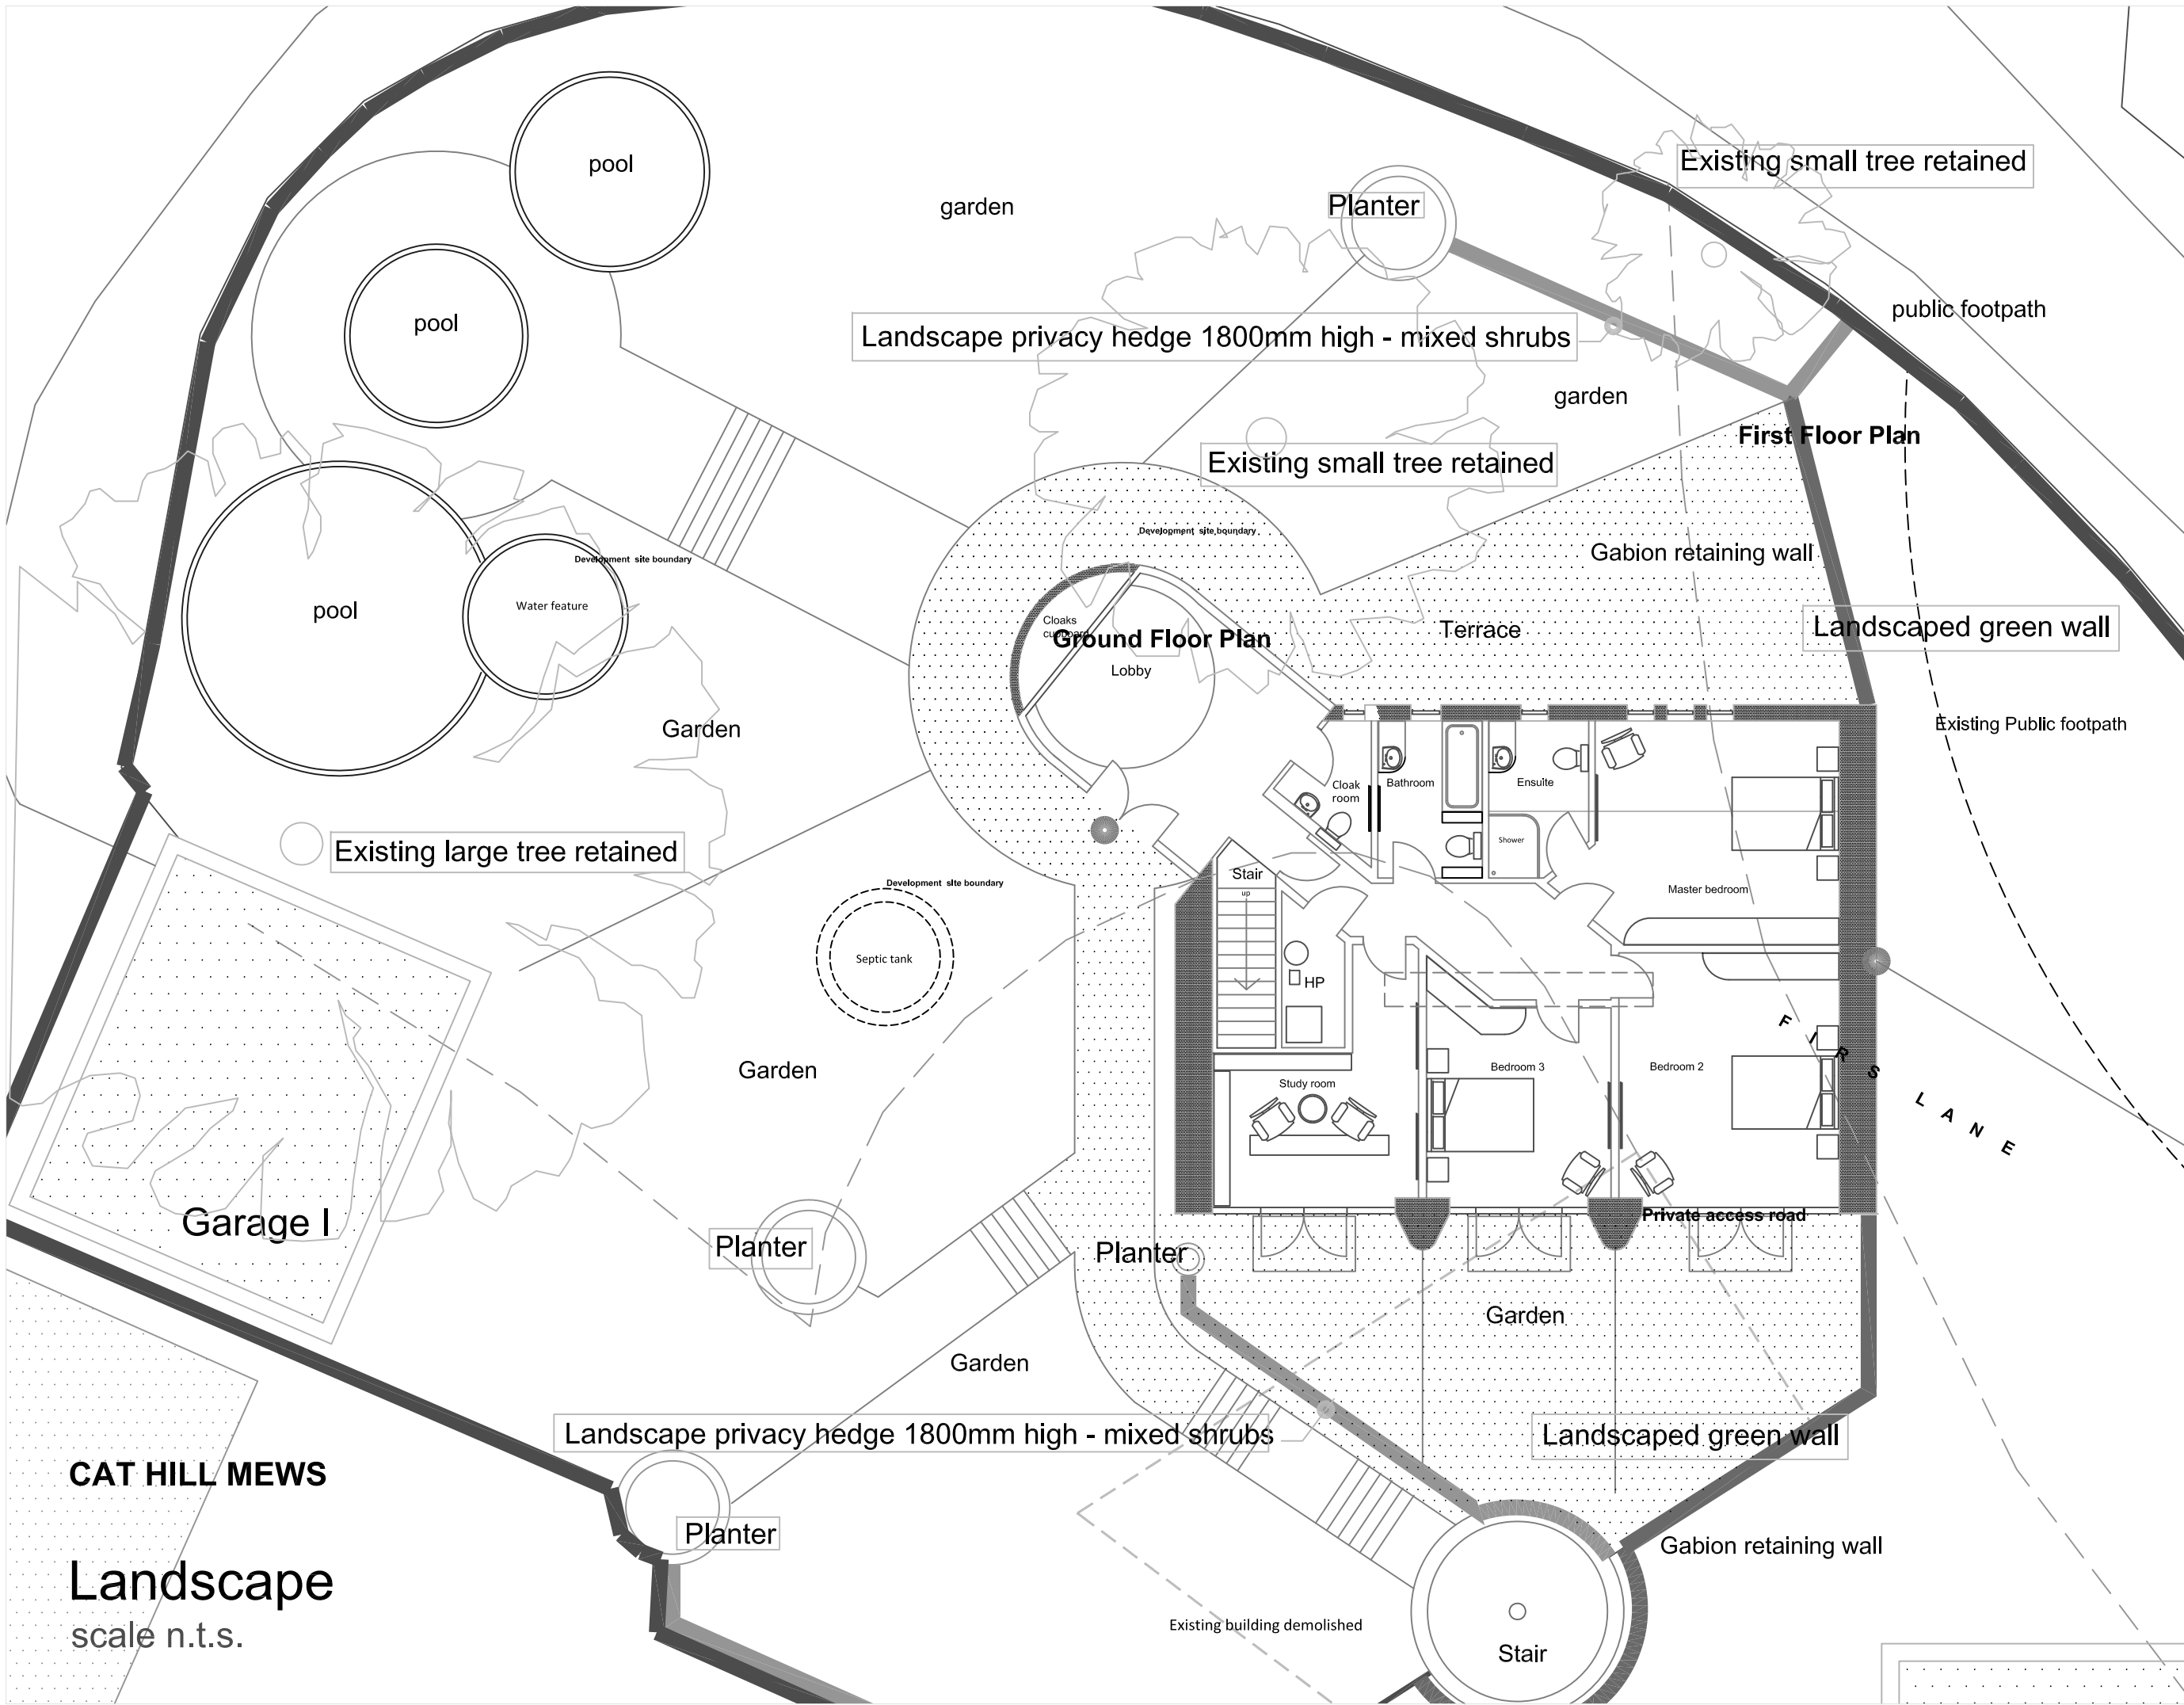 Existing small tree retained
pool
garden
Planter
public footpath
pool
Landscape privacy hedge 1800mm high - mixed shrubs
garden
First Floor Plan
Existing small tree retained
Development site boundary
Gabion retaining wall
Development site boundary
Water feature
pool
Cloaks
cupboard
Ground Floor Plan
Terrace
Landscaped green wall
Lobby
Garden
Existing Public footpath
Cloak
room
Bathroom
Ensuite
Shower
Existing large tree retained
Stair
up
Development site boundary
Master bedroom
Septic tank
HP
FIRS LANE
Garden
Study room
Bedroom 3
Bedroom 2
Garage I
Private access road
Planter
Planter
Garden
Garden
Landscape privacy hedge 1800mm high - mixed shrubs
Landscaped green wall
CAT HILL MEWS
Planter
Gabion retaining wall
Landscape
scale n.t.s.
Existing building demolished
Stair